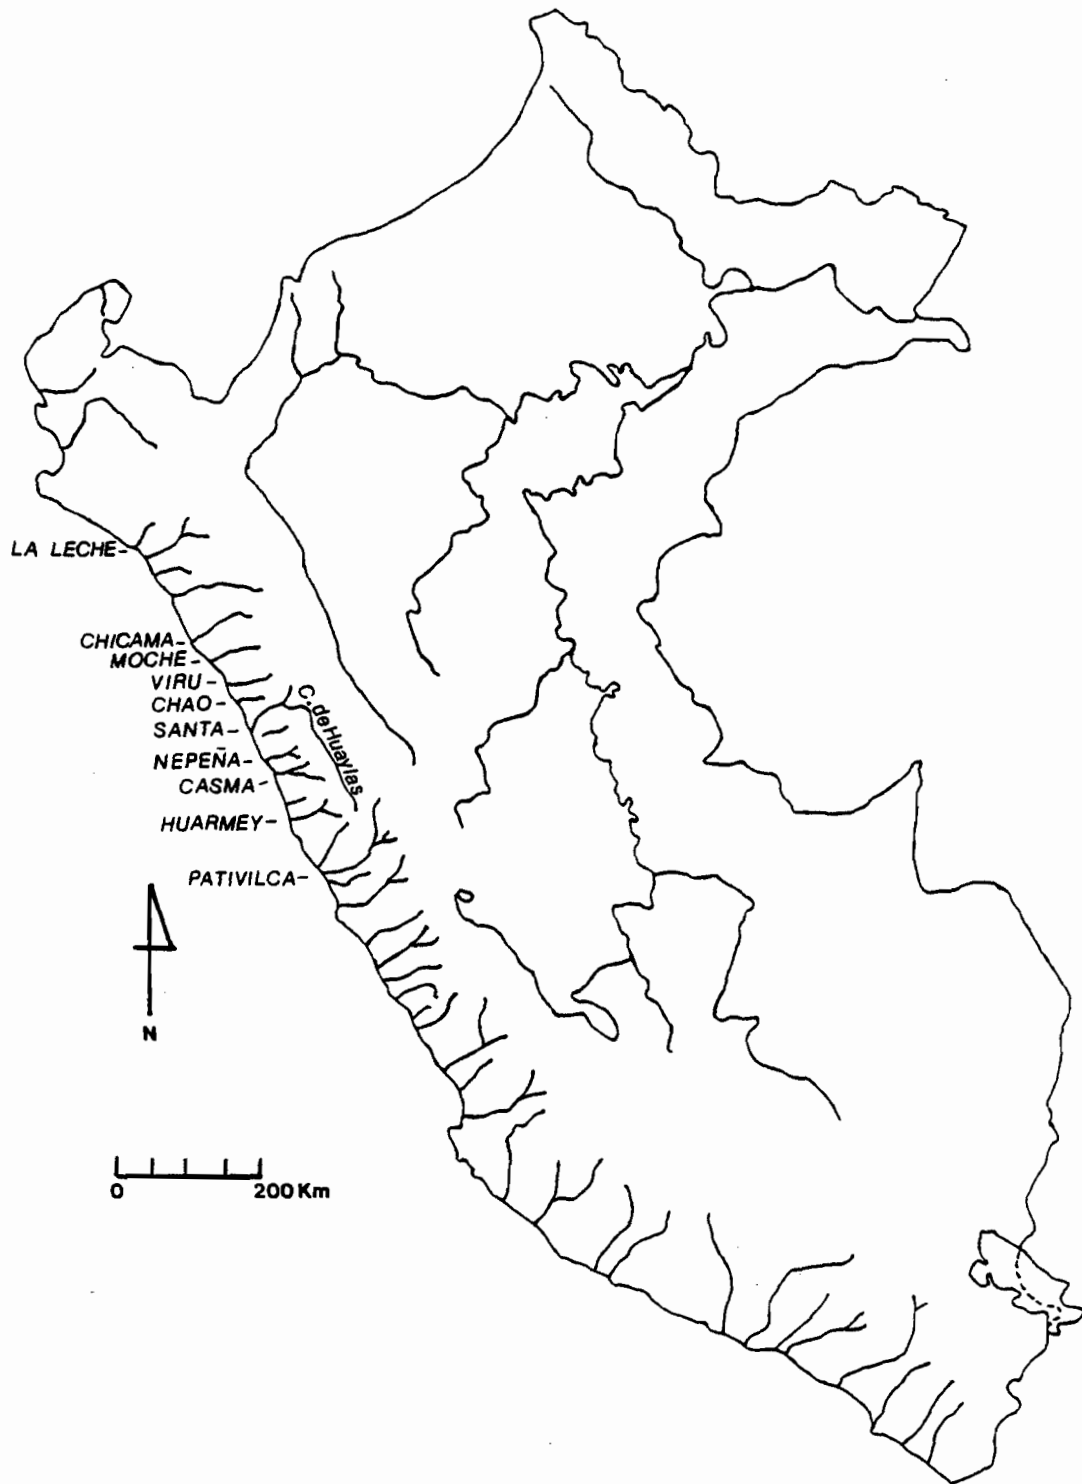 LA LECHE
CHICAMA
MOCHE
VIRU
CHAO
SANTA
C. de Huaylas
NEPEÑA
CASMA
HUARMEY
PATIVILCA
N
0 200 Km